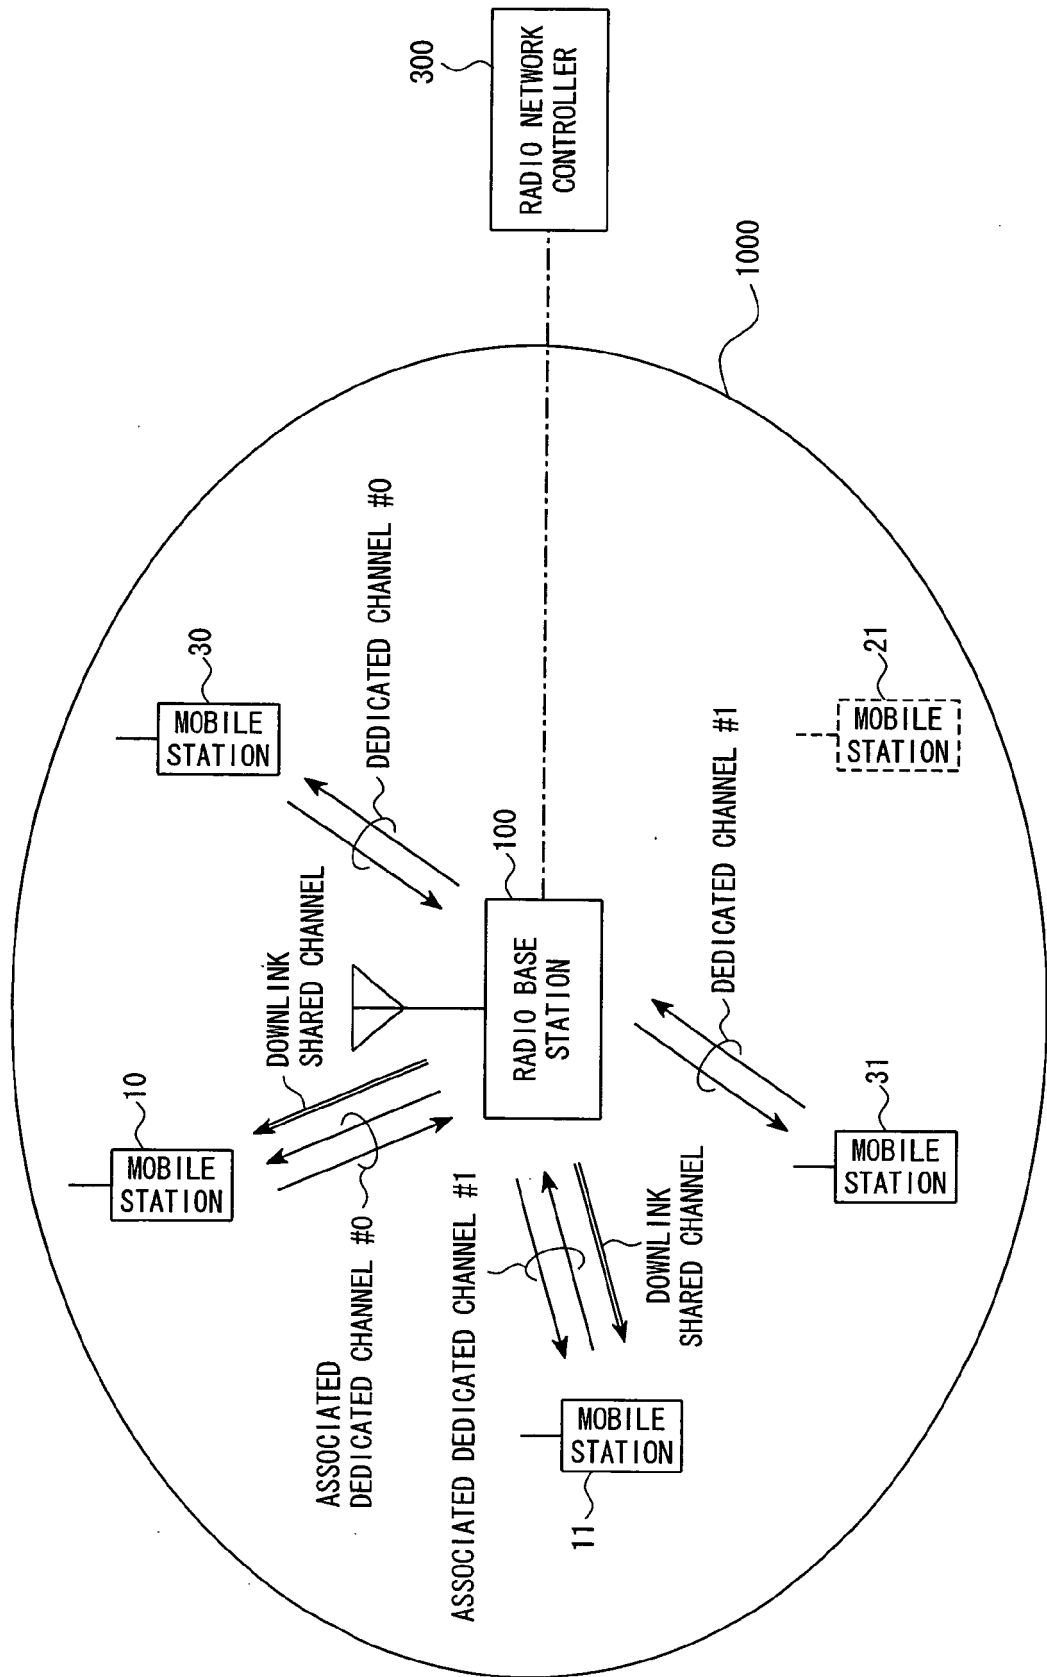 300
RADIO NETWORK
CONTROLLER
1000
30
MOBILE
STATION
DEDICATED CHANNEL #0
21
MOBILE
STATION
DOWNLINK
SHARED CHANNEL
100
RADIO BASE
STATION
DEDICATED CHANNEL #1
10
MOBILE
STATION
31
MOBILE
STATION
ASSOCIATED
DEDICATED CHANNEL #0
ASSOCIATED DEDICATED CHANNEL #1
DOWNLINK
SHARED CHANNEL
MOBILE
STATION
11